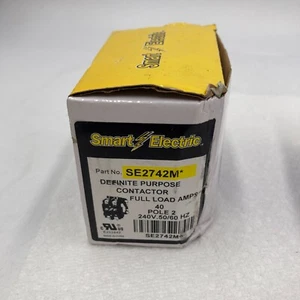 Smart Electric
Part No. SE2742M*
DEFINITE PURPOSE
CONTACTOR
FULL LOAD AMPS
40
POLE 2
240V.50/60 HZ
SE2742M*